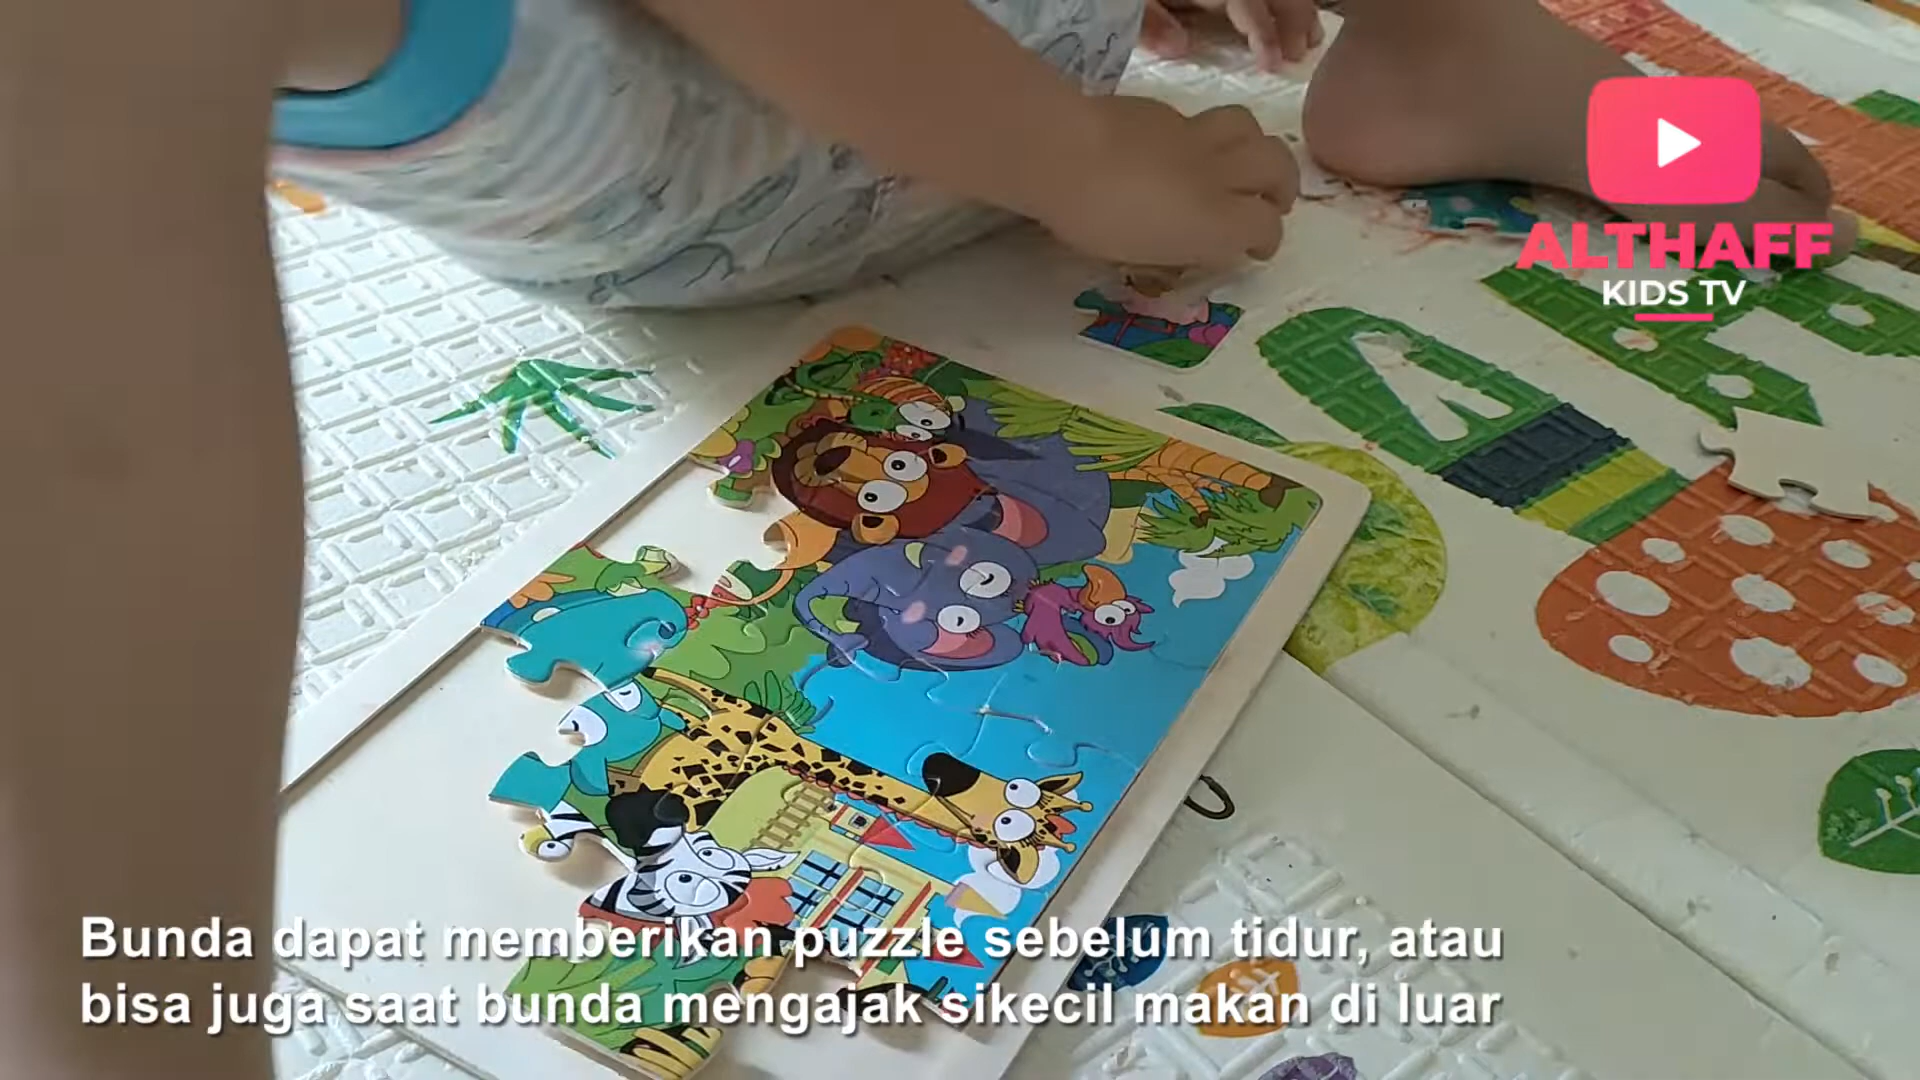 ALTHAFF
KIDS TV
Bunda dapat memberikan puzzle sebelum tidur, atau
bisa juga saat bunda mengajak sikecil makan di luar